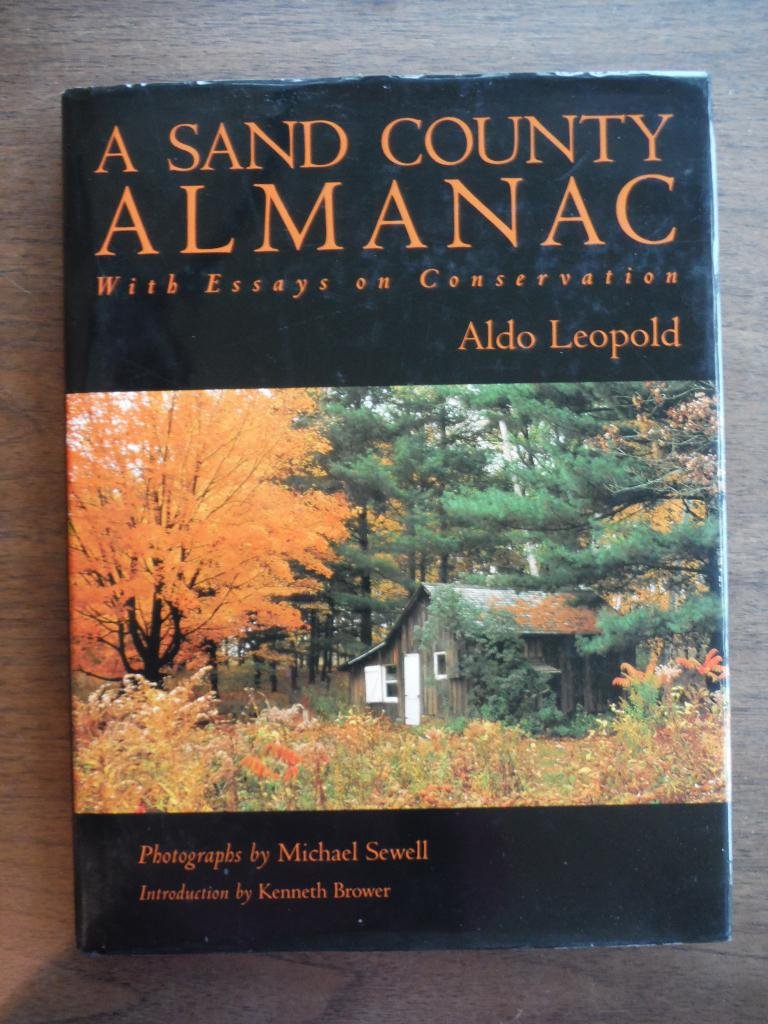 A SAND COUNTY
ALMANAC
With Essays on Conservation
Aldo Leopold
Photographs by Michael Sewell
Introduction by Kenneth Brower